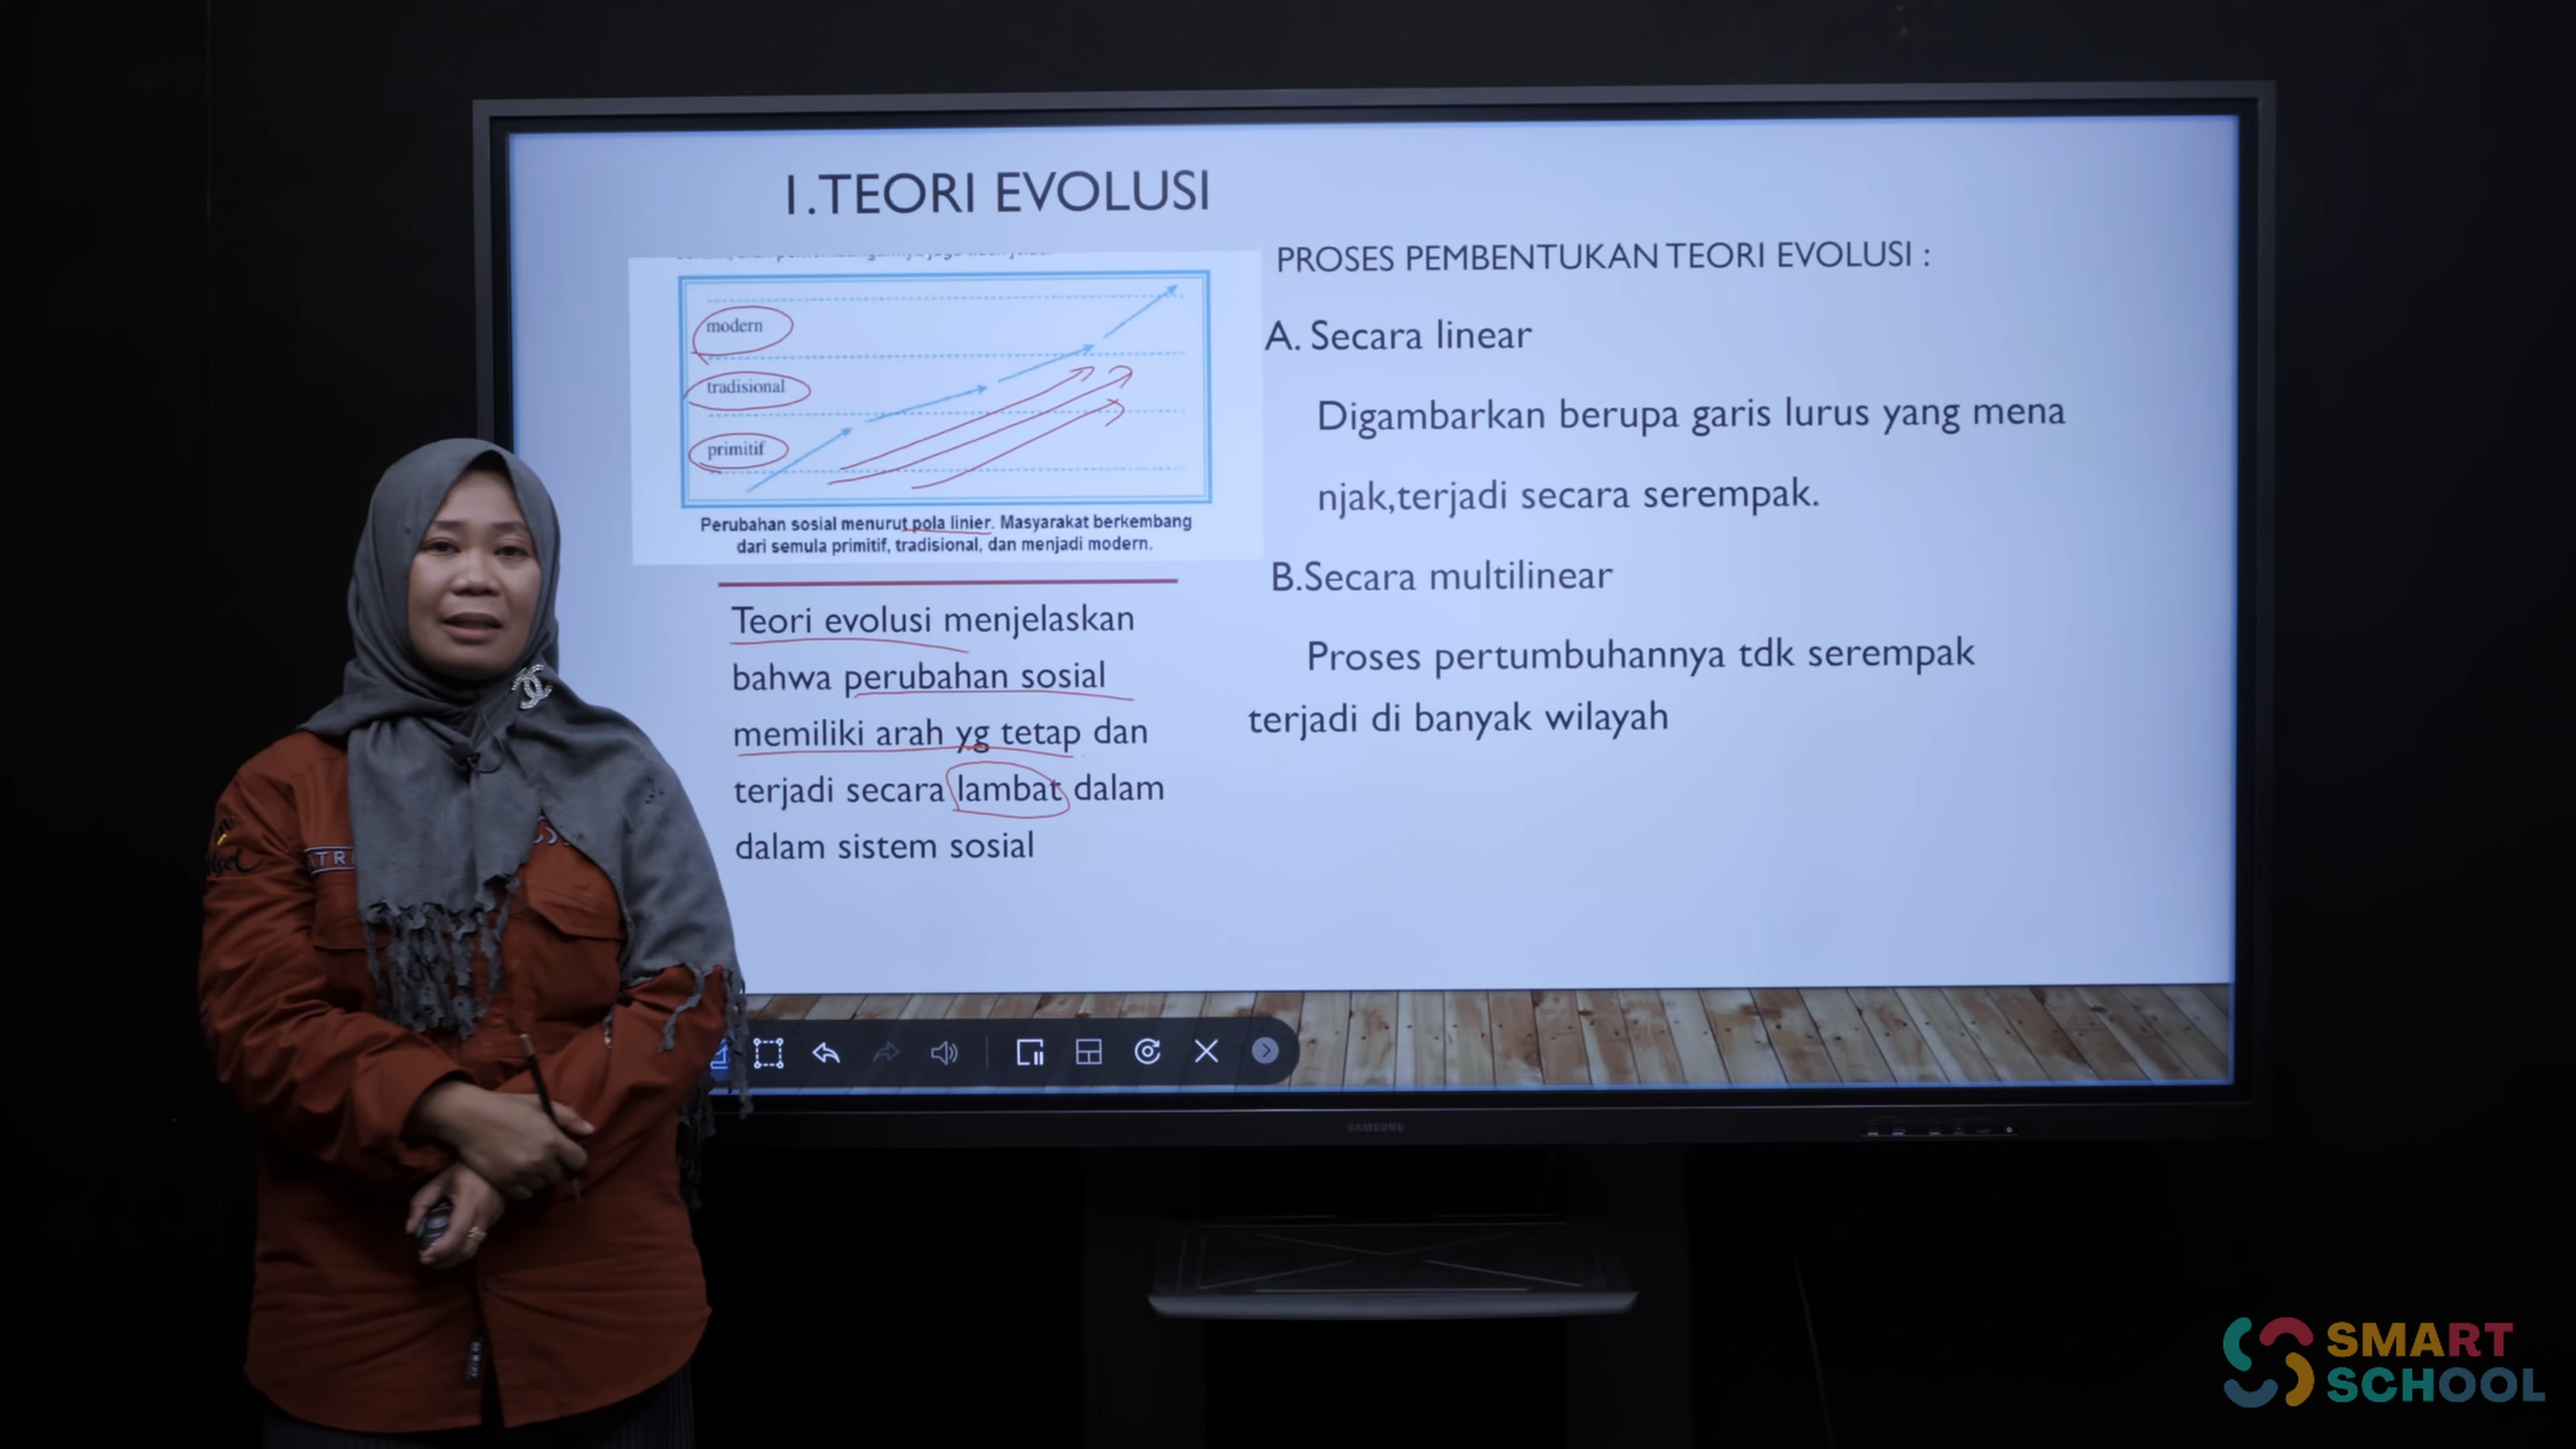 1.TEORI EVOLUSI
modern
tradisional
primitif
Perubahan sosial menurut pola linier. Masyarakat berkembang
dari semula primitif, tradisional, dan menjadi modern.
Teori evolusi menjelaskan
bahwa perubahan sosial
memiliki arah yg tetap dan
terjadi secara lambat dalam
dalam sistem sosial
PROSES PEMBENTUKAN TEORI EVOLUSI :
A. Secara linear
Digambarkan berupa garis lurus yang mena
njak,terjadi secara serempak.
B.Secara multilinear
Proses pertumbuhannya tdk serempak
terjadi di banyak wilayah
SAMSUNG
SMART
SCHOOL